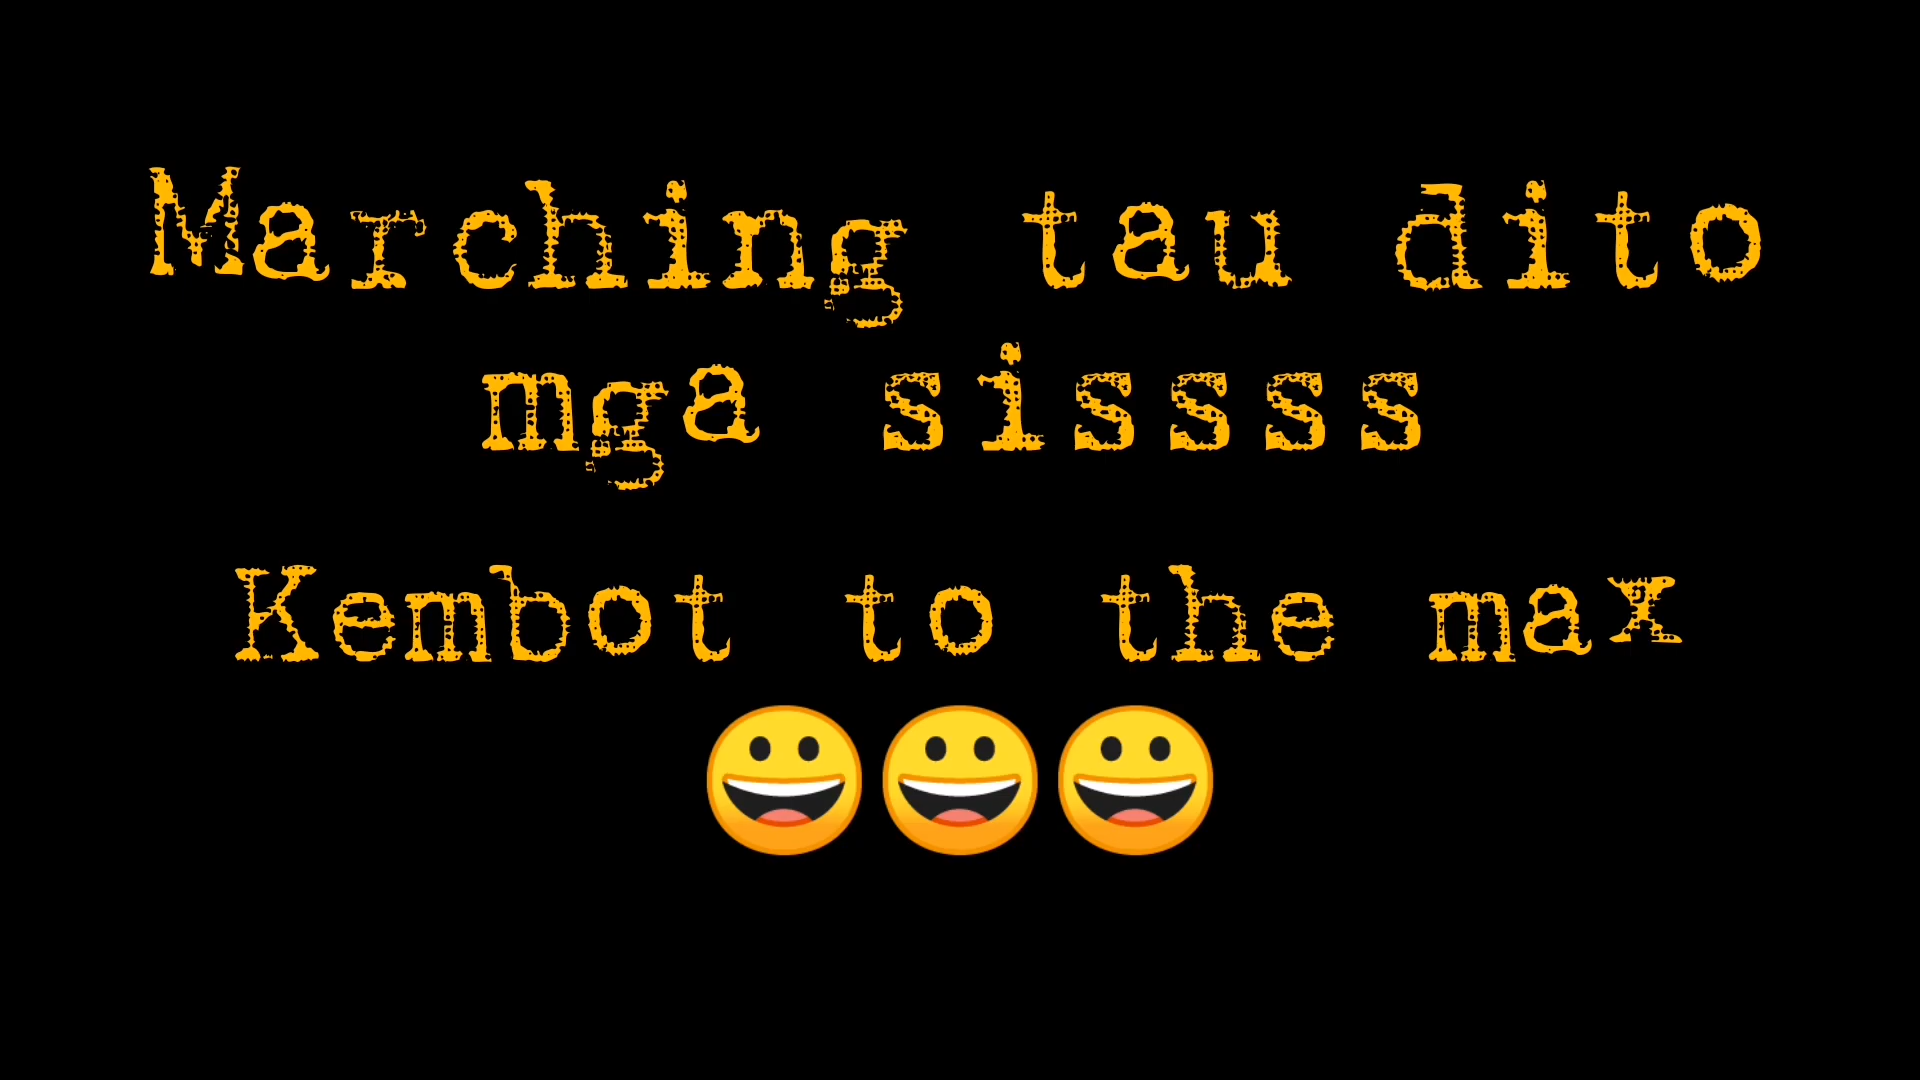 Marching tau dito
mga sissss
Kembot to the max
😀😀😀